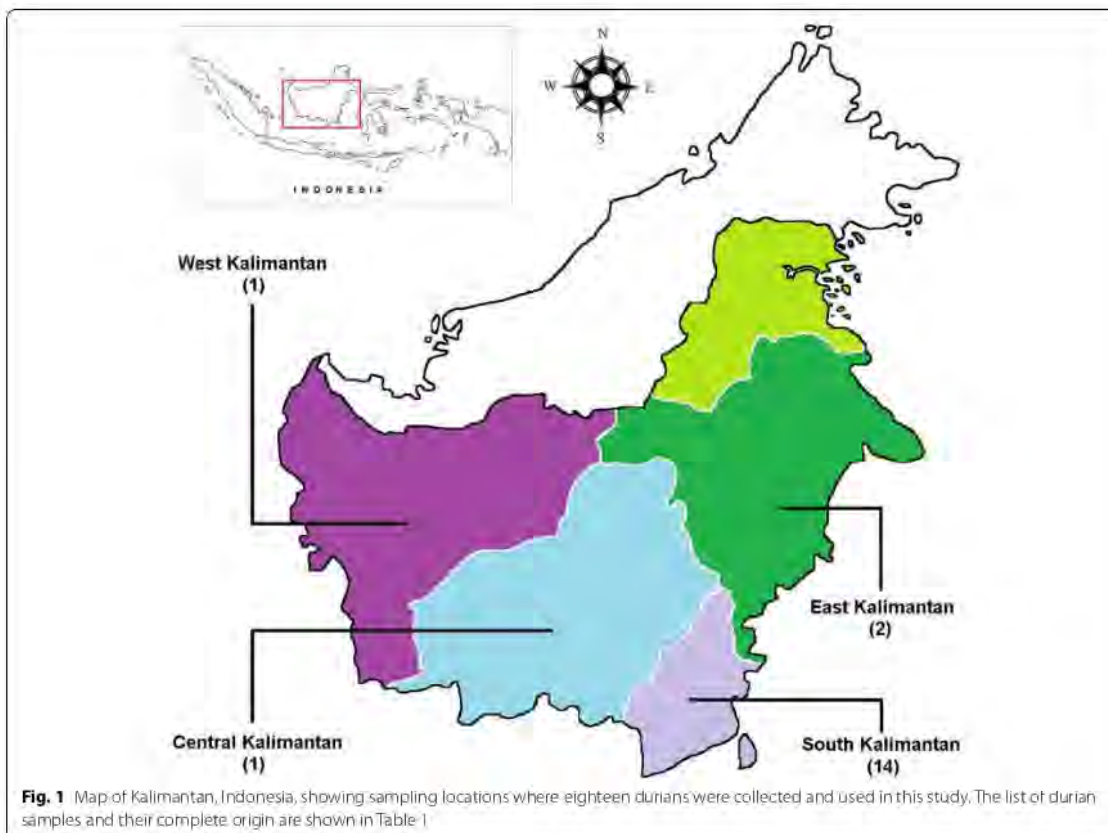 N
W E
S
INDONESIA
West Kalimantan
(1)
East Kalimantan
(2)
Central Kalimantan
(1)
South Kalimantan
(14)
Fig. 1 Map of Kalimantan, Indonesia, showing sampling locations where eighteen durians were collected and used in this study. The list of durian
samples and their complete origin are shown in Table 1